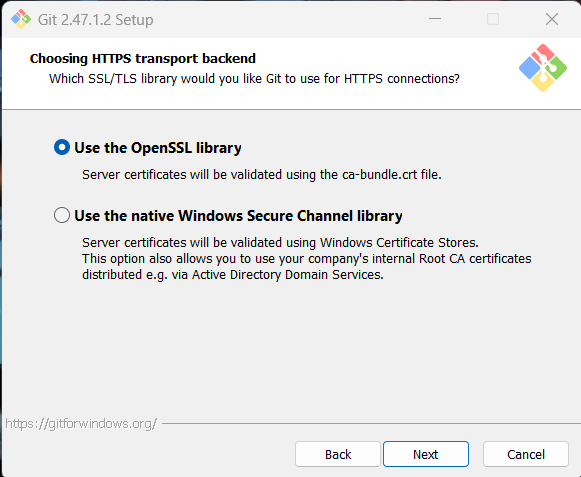 Git 2.47.1.2 Setup
Choosing HTTPS transport backend
Which SSL/TLS library would you like Git to use for HTTPS connections?
Use the OpenSSL library
Server certificates will be validated using the ca-bundle.crt file.
Use the native Windows Secure Channel library
Server certificates will be validated using Windows Certificate Stores.
This option also allows you to use your company's internal Root CA certificates
distributed e.g. via Active Directory Domain Services.
https://gitforwindows.org/
Back
Next
Cancel